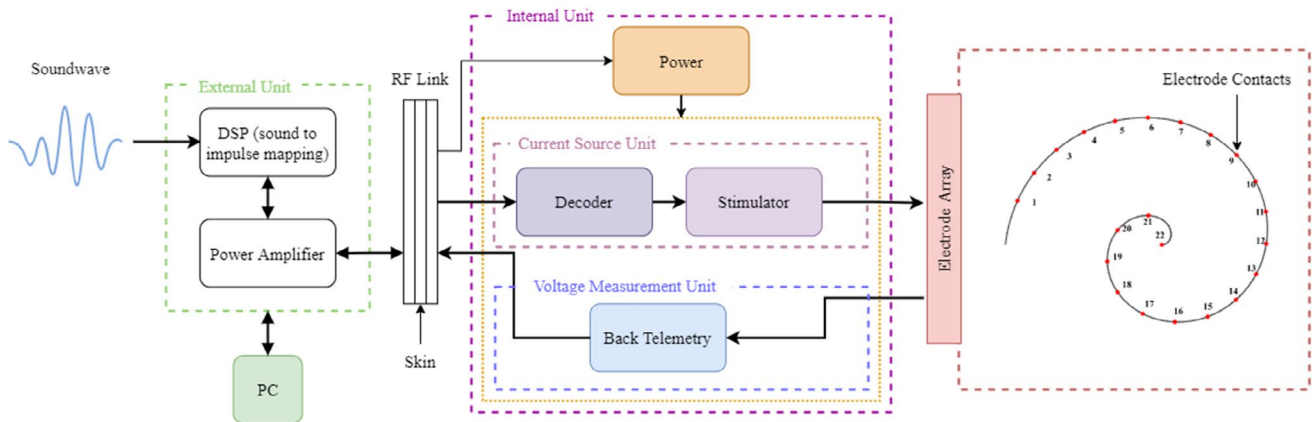 Soundwave
External Unit
DSP (sound to
impulse mapping)
Power Amplifier
PC
RF Link
Skin
Internal Unit
Power
Current Source Unit
Decoder
Stimulator
Voltage Measurement Unit
Back Telemetry
Electrode Array
Electrode Contacts
1
2
3
4
5
6
7
8
9
10
11
12
13
14
15
16
17
18
19
20
21
22